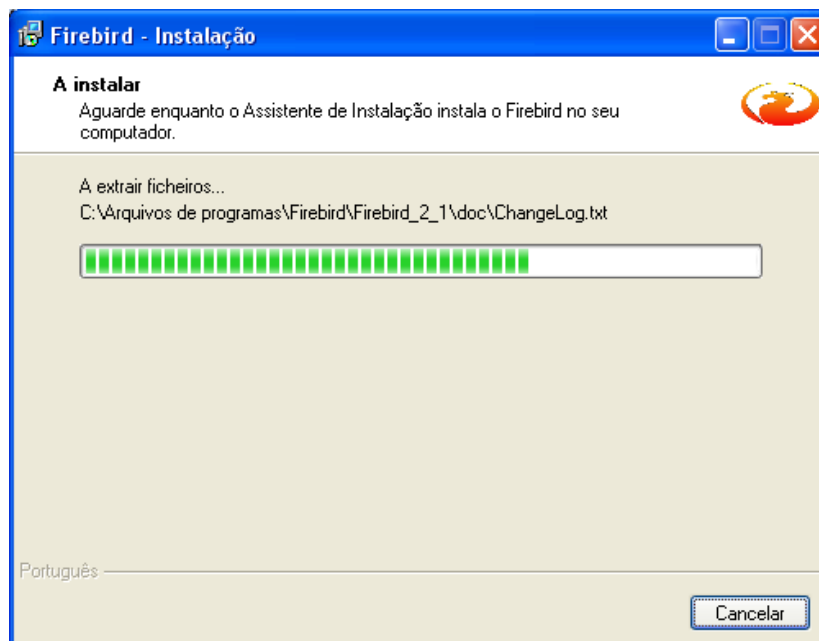 Firebird - Instalação
A instalar
Aguarde enquanto o Assistente de Instalação instala o Firebird no seu
computador.
A extrair ficheiros...
C:\Arquivos de programas\Firebird\Firebird_2_1\doc\ChangeLog.txt
Português
Cancelar